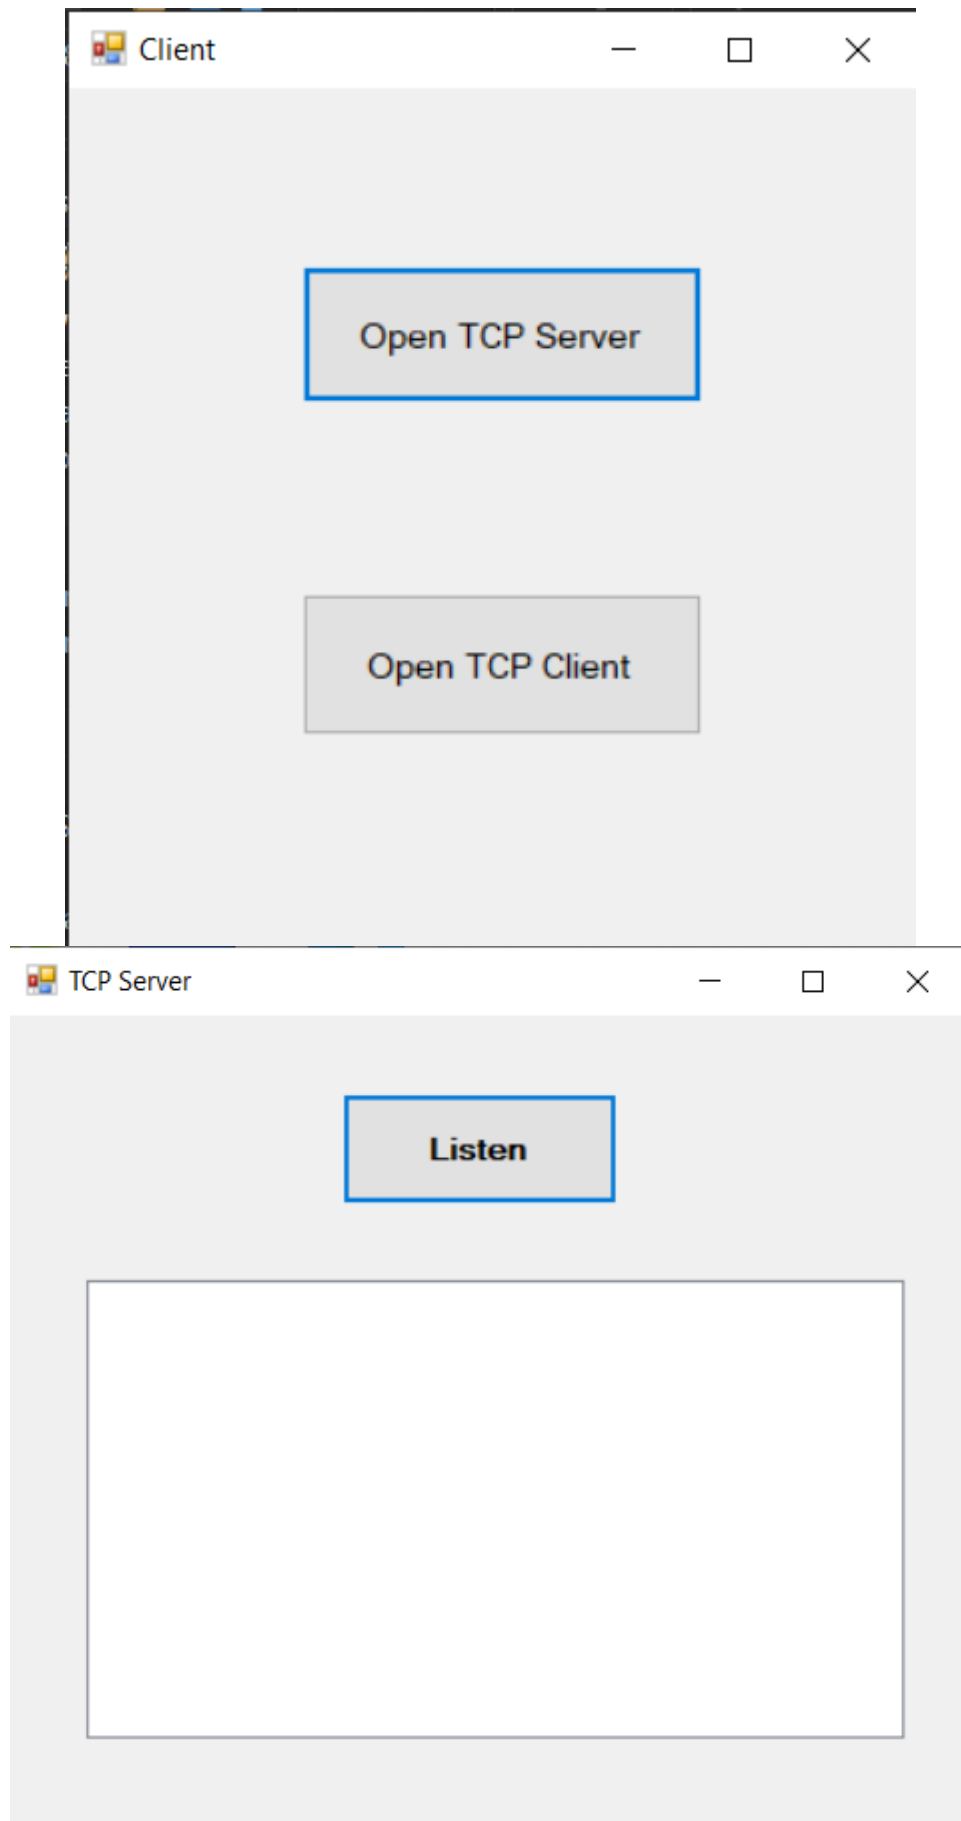 Client
Open TCP Server
Open TCP Client
TCP Server
Listen